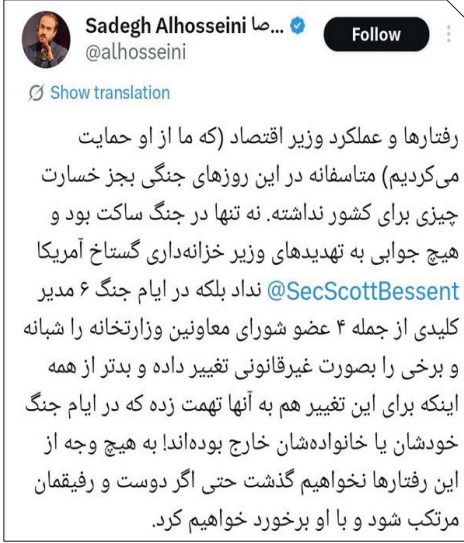 Sadegh Alhosseini صا...
Follow
@alhosseini
Show translation
رفتارها و عملکرد وزیر اقتصاد (که ما از او حمایت
می‌کردیم) متاسفانه در این روزهای جنگی بجز خسارت
چیزی برای کشور نداشته. نه تنها در جنگ ساکت بود و
هیچ جوابی به تهدیدهای وزیر خزانه‌داری گستاخ آمریکا
@SecScottBessent نداد بلکه در ایام جنگ ۶ مدیر
کلیدی از جمله ۴ عضو شورای معاونین وزارتخانه را شبانه
و برخی را بصورت غیرقانونی تغییر داده و بدتر از همه
اینکه برای این تغییر هم به آنها تهمت زده که در ایام جنگ
خودشان یا خانواده‌شان خارج بوده‌اند! به هیچ وجه از
این رفتارها نخواهیم گذشت حتی اگر دوست و رفیقمان
مرتکب شود و با او برخورد خواهیم کرد.